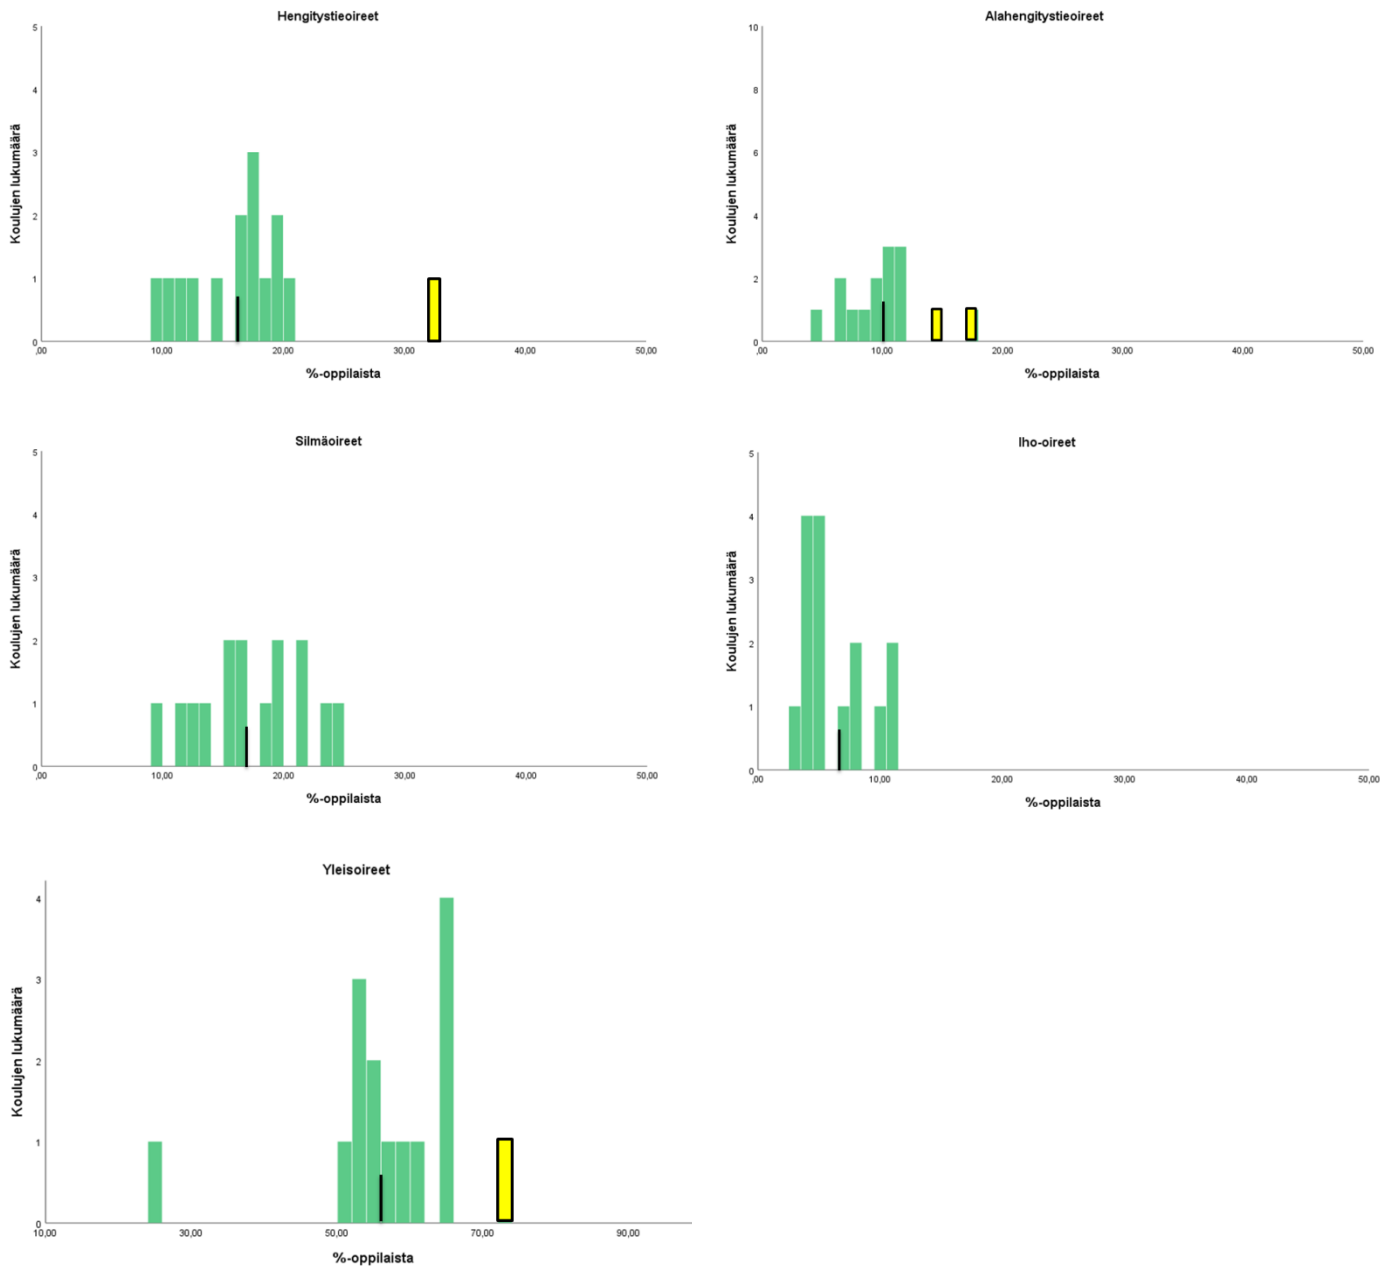 Hengitystieoireet
Koulujen lukumäärä
5
4
3
2
1
0
,00 10,00 20,00 30,00 40,00 50,00
%-oppilaista
Alahengitystieoireet
Koulujen lukumäärä
10
8
6
4
2
0
,00 10,00 20,00 30,00 40,00 50,00
%-oppilaista
Silmäoireet
Koulujen lukumäärä
5
4
3
2
1
0
,00 10,00 20,00 30,00 40,00 50,00
%-oppilaista
Iho-oireet
Koulujen lukumäärä
5
4
3
2
1
0
,00 10,00 20,00 30,00 40,00 50,00
%-oppilaista
Yleisoireet
Koulujen lukumäärä
4
3
2
1
0
10,00 30,00 50,00 70,00 90,00
%-oppilaista